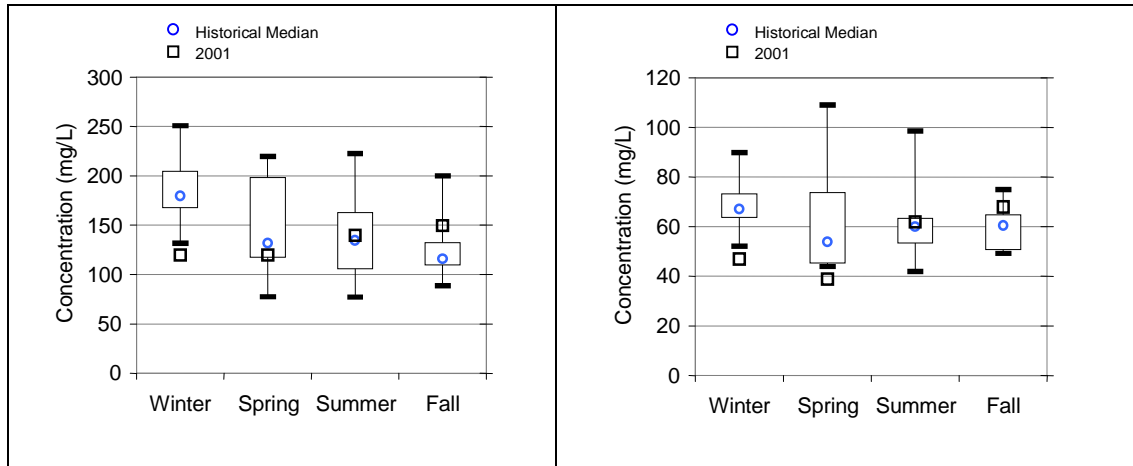 Historical Median
2001
300
250
200
150
100
50
0
Concentration (mg/L)
Winter Spring Summer Fall
Historical Median
2001
120
100
80
60
40
20
0
Concentration (mg/L)
Winter Spring Summer Fall